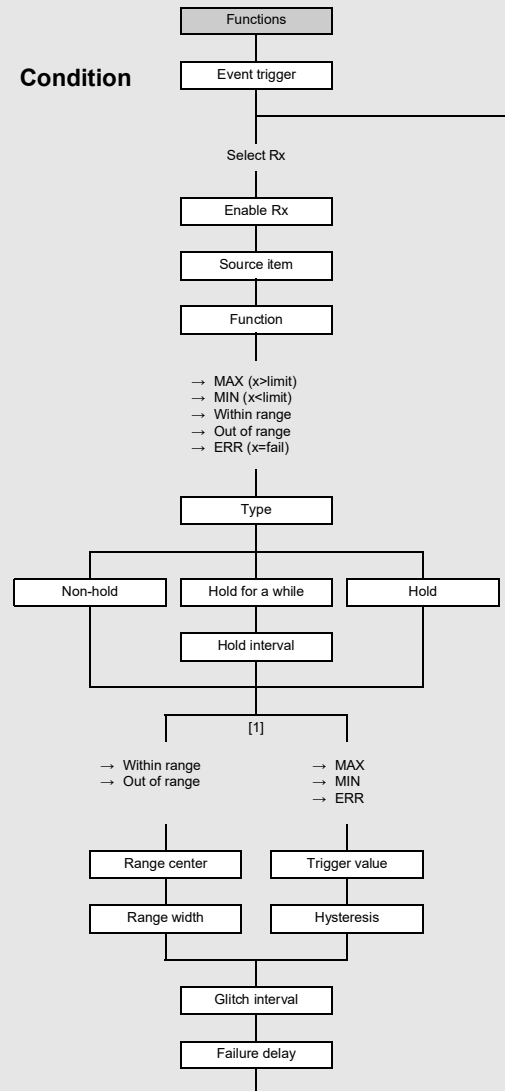 Functions
Condition
Event trigger
Select Rx
Enable Rx
Source item
Function
→ MAX (x>limit)
→ MIN (x<limit)
→ Within range
→ Out of range
→ ERR (x=fail)
Type
Non-hold
Hold for a while
Hold
Hold interval
[1]
→ Within range
→ Out of range
→ MAX
→ MIN
→ ERR
Range center
Trigger value
Range width
Hysteresis
Glitch interval
Failure delay